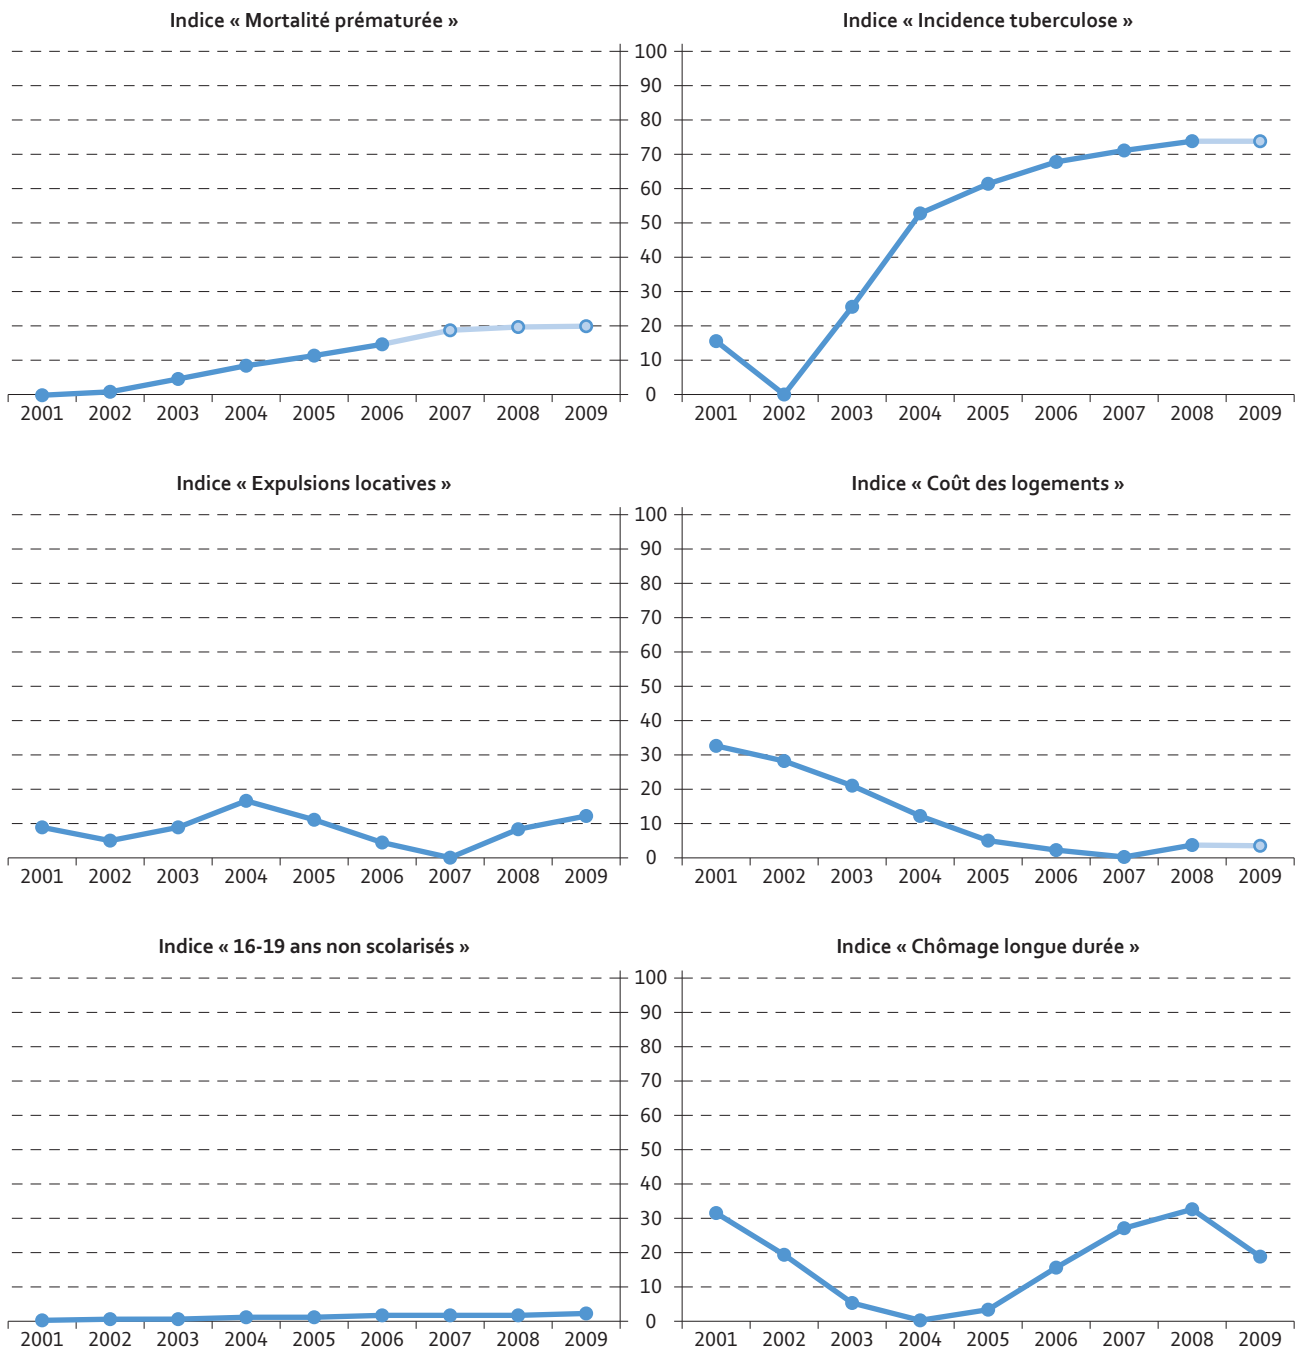 Indice « Mortalité prématurée »
Indice « Incidence tuberculose »
100
90
80
70
60
50
40
30
20
10
0
2001 2002 2003 2004 2005 2006 2007 2008 2009
2001 2002 2003 2004 2005 2006 2007 2008 2009
Indice « Expulsions locatives »
Indice « Coût des logements »
100
90
80
70
60
50
40
30
20
10
0
2001 2002 2003 2004 2005 2006 2007 2008 2009
2001 2002 2003 2004 2005 2006 2007 2008 2009
Indice « 16-19 ans non scolarisés »
Indice « Chômage longue durée »
100
90
80
70
60
50
40
30
20
10
0
2001 2002 2003 2004 2005 2006 2007 2008 2009
2001 2002 2003 2004 2005 2006 2007 2008 2009